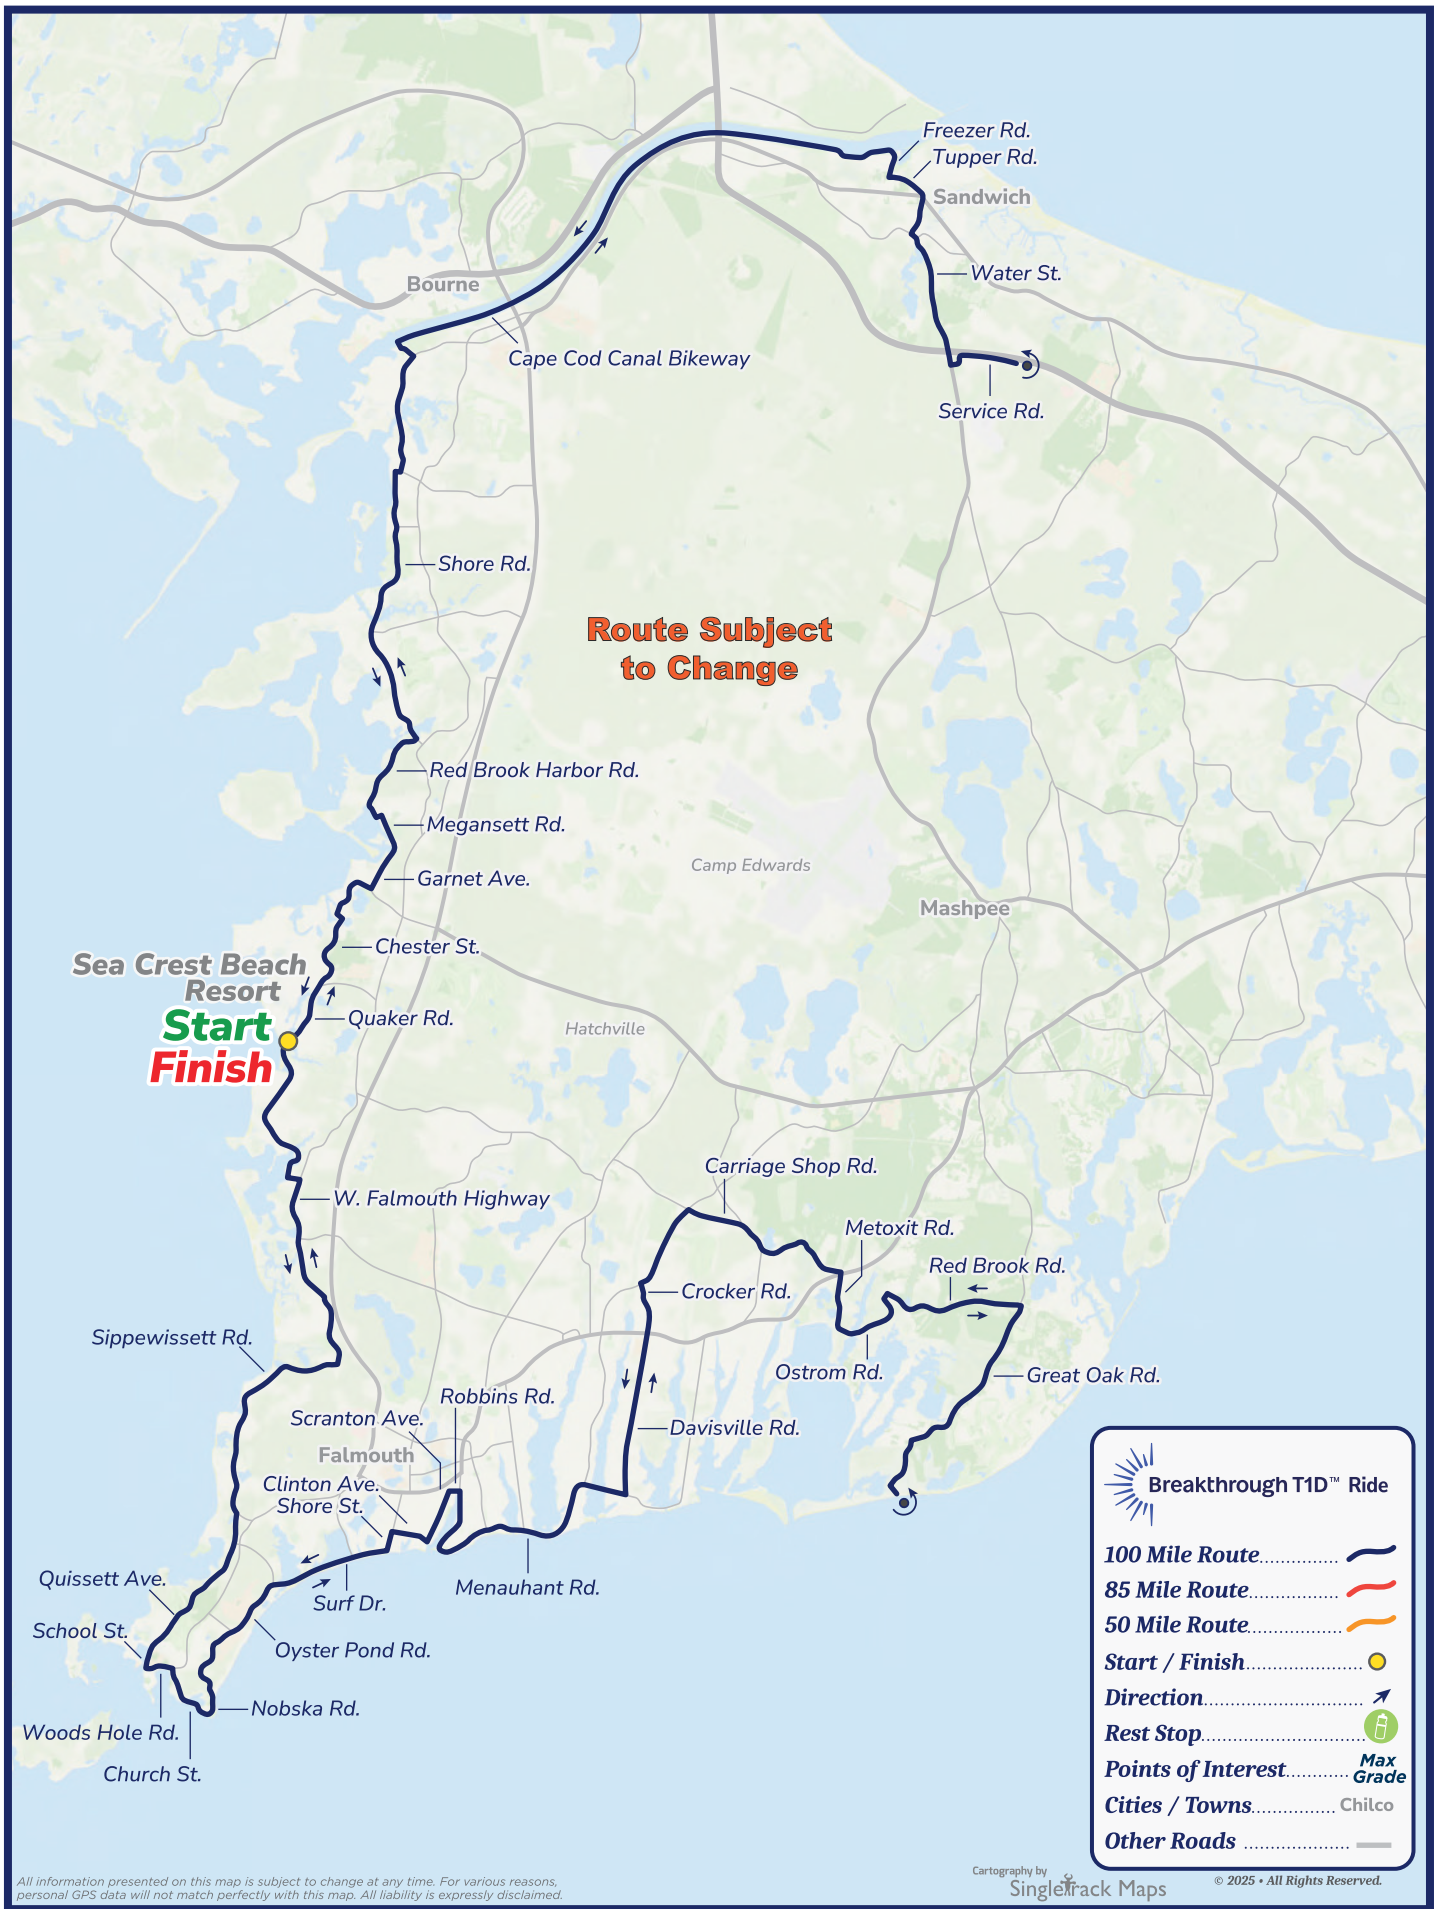 Freezer Rd.
Tupper Rd.
Sandwich
Water St.
Bourne
Cape Cod Canal Bikeway
Service Rd.
Shore Rd.
Route Subject
to Change
Red Brook Harbor Rd.
Megansett Rd.
Camp Edwards
Garnet Ave.
Mashpee
Chester St.
Sea Crest Beach
Resort
Start
Finish
Quaker Rd.
Hatchville
Carriage Shop Rd.
W. Falmouth Highway
Metoxit Rd.
Red Brook Rd.
Crocker Rd.
Sippewissett Rd.
Ostrom Rd.
Great Oak Rd.
Robbins Rd.
Scranton Ave.
Davisville Rd.
Falmouth
Clinton Ave.
Shore St.
Quissett Ave.
Menauhant Rd.
Surf Dr.
School St.
Oyster Pond Rd.
Nobska Rd.
Woods Hole Rd.
Church St.
Breakthrough T1D™ Ride
100 Mile Route
85 Mile Route
50 Mile Route
Start / Finish
Direction
Rest Stop
Points of Interest Max Grade
Cities / Towns Chilco
Other Roads
All information presented on this map is subject to change at any time. For various reasons,
personal GPS data will not match perfectly with this map. All liability is expressly disclaimed.
Cartography by
SingleTrack Maps
© 2025 • All Rights Reserved.